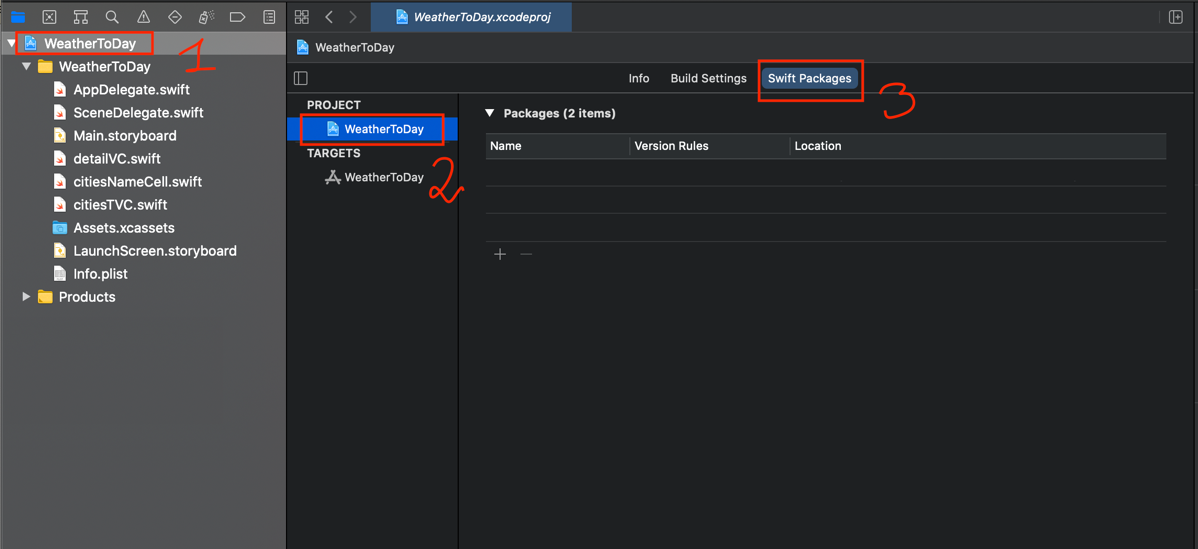 WeatherToDay.xcodeproj
WeatherToDay
1
WeatherToDay
WeatherToDay
AppDelegate.swift
SceneDelegate.swift
Main.storyboard
detailVC.swift
citiesNameCell.swift
citiesTVC.swift
Assets.xcassets
LaunchScreen.storyboard
Info.plist
Products
Info Build Settings Swift Packages
3
PROJECT
WeatherToDay
TARGETS
WeatherToDay
2
Packages (2 items)
Name Version Rules Location